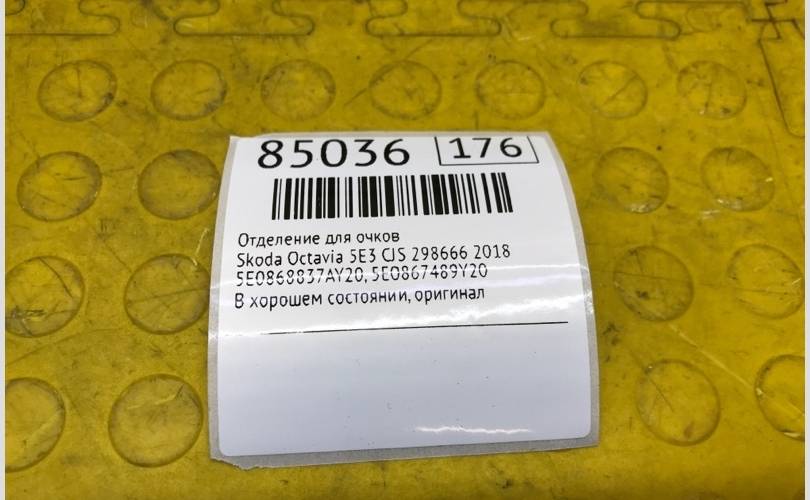 85036 176
Отделение для очков
Skoda Octavia 5E3 CJS 298666 2018
5E0868837AY20, 5E0867489Y20
В хорошем состоянии, оригинал